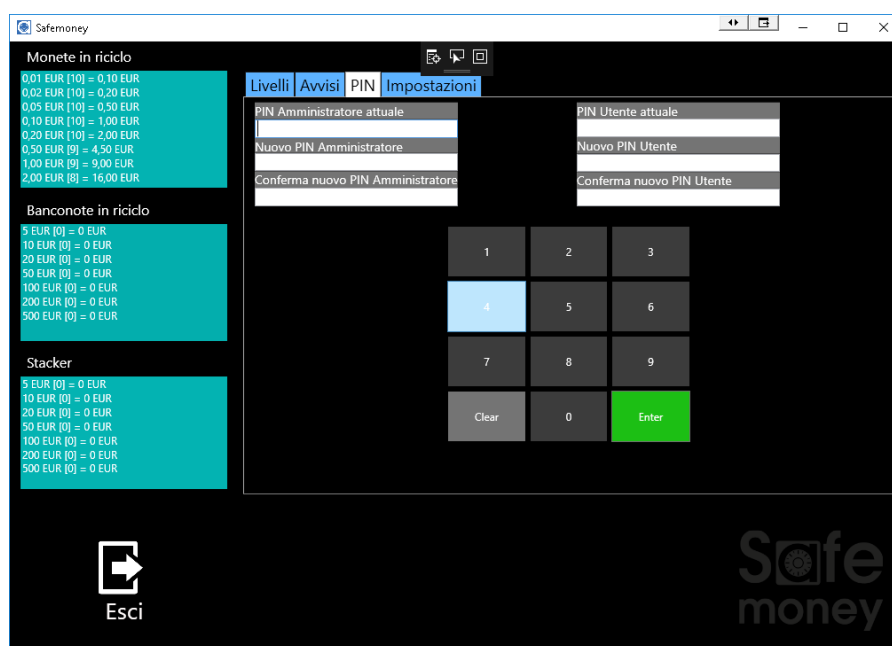 Safemoney
Monete in riciclo
0,01 EUR [10] = 0,10 EUR
0,02 EUR [10] = 0,20 EUR
0,05 EUR [10] = 0,50 EUR
0,10 EUR [10] = 1,00 EUR
0,20 EUR [10] = 2,00 EUR
0,50 EUR [9] = 4,50 EUR
1,00 EUR [9] = 9,00 EUR
2,00 EUR [8] = 16,00 EUR
Banconote in riciclo
5 EUR [0] = 0 EUR
10 EUR [0] = 0 EUR
20 EUR [0] = 0 EUR
50 EUR [0] = 0 EUR
100 EUR [0] = 0 EUR
200 EUR [0] = 0 EUR
500 EUR [0] = 0 EUR
Stacker
5 EUR [0] = 0 EUR
10 EUR [0] = 0 EUR
20 EUR [0] = 0 EUR
50 EUR [0] = 0 EUR
100 EUR [0] = 0 EUR
200 EUR [0] = 0 EUR
500 EUR [0] = 0 EUR
Esci
Livelli Avvisi PIN Impostazioni
PIN Amministratore attuale
Nuovo PIN Amministratore
Conferma nuovo PIN Amministratore
PIN Utente attuale
Nuovo PIN Utente
Conferma nuovo PIN Utente
1 2 3
4 5 6
7 8 9
Clear 0 Enter
Safe
money